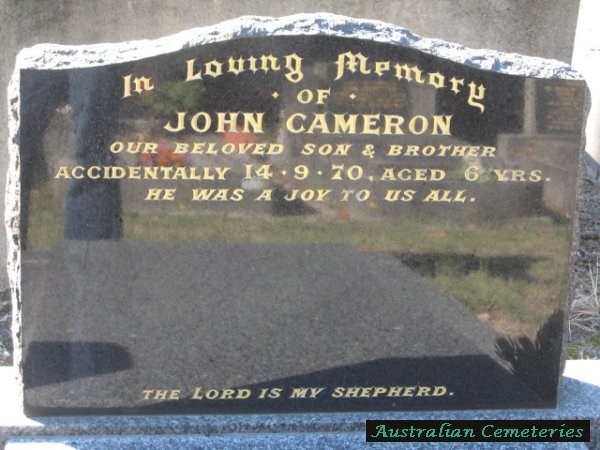 In Loving Memory
· OF ·
JOHN CAMERON
OUR BELOVED SON & BROTHER
ACCIDENTALLY 14·9·70, AGED 6 YRS.
HE WAS A JOY TO US ALL.
THE LORD IS MY SHEPHERD.
Australian Cemeteries